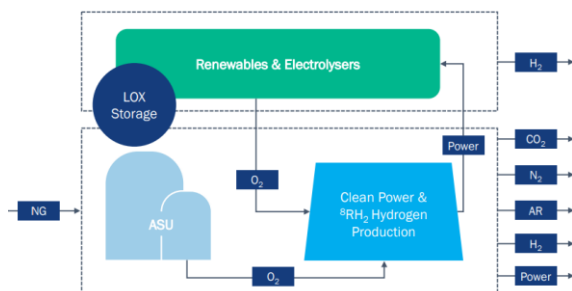 Renewables & Electrolysers
H₂
LOX
Storage
Power
CO₂
O₂
N₂
Clean Power &
⁸RH₂ Hydrogen
Production
NG
ASU
AR
H₂
O₂
Power